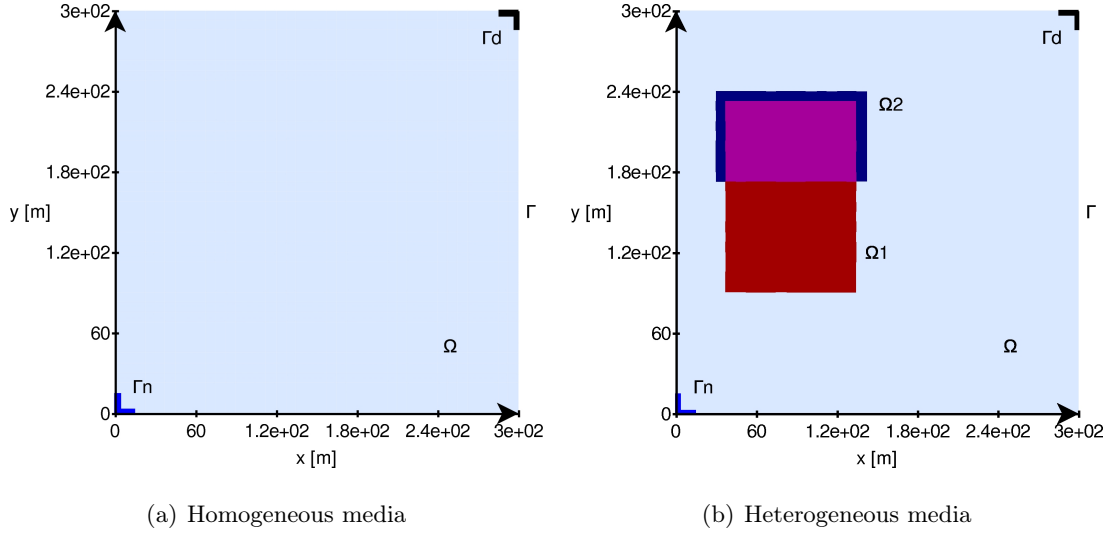 3e+02
Γd
2.4e+02
1.8e+02
y [m]
Γ
1.2e+02
60
Ω
Γn
0
0
60
1.2e+02
1.8e+02
2.4e+02
3e+02
x [m]
(a) Homogeneous media
3e+02
Γd
2.4e+02
Ω2
1.8e+02
y [m]
Γ
1.2e+02
Ω1
60
Ω
Γn
0
0
60
1.2e+02
1.8e+02
2.4e+02
3e+02
x [m]
(b) Heterogeneous media